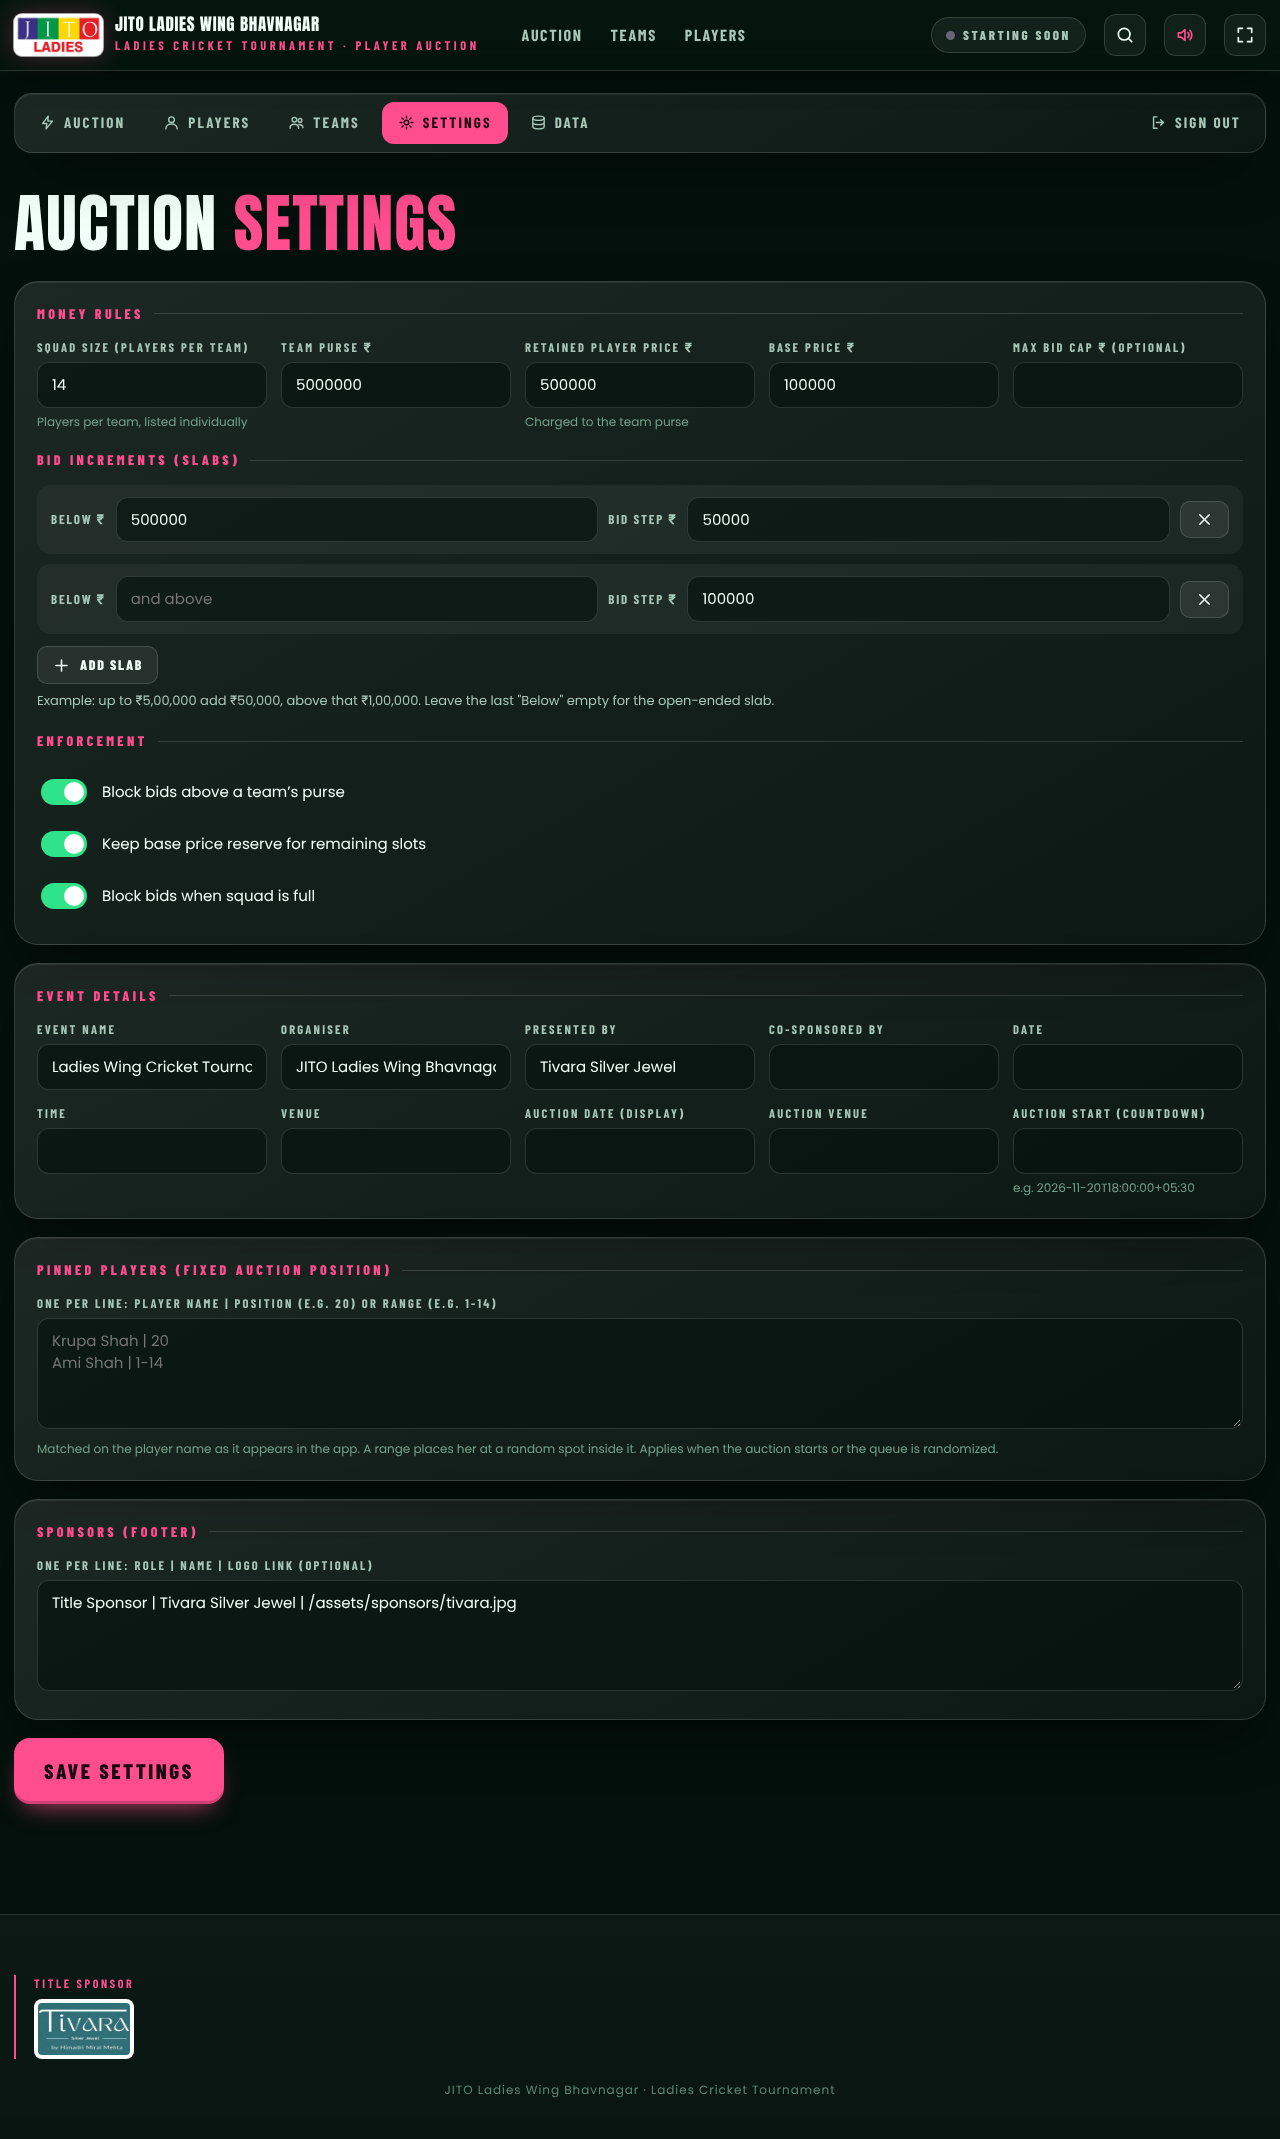 JITO
LADIES
JITO LADIES WING BHAVNAGAR
LADIES CRICKET TOURNAMENT · PLAYER AUCTION
AUCTION TEAMS PLAYERS
STARTING SOON
AUCTION PLAYERS TEAMS SETTINGS DATA SIGN OUT
AUCTION SETTINGS
MONEY RULES
SQUAD SIZE (PLAYERS PER TEAM) TEAM PURSE ₹ RETAINED PLAYER PRICE ₹ BASE PRICE ₹ MAX BID CAP ₹ (OPTIONAL)
14 5000000 500000 100000
Players per team, listed individually Charged to the team purse
BID INCREMENTS (SLABS)
BELOW ₹ 500000 BID STEP ₹ 50000
BELOW ₹ and above BID STEP ₹ 100000
ADD SLAB
Example: up to ₹5,00,000 add ₹50,000, above that ₹1,00,000. Leave the last "Below" empty for the open-ended slab.
ENFORCEMENT
Block bids above a team’s purse
Keep base price reserve for remaining slots
Block bids when squad is full
EVENT DETAILS
EVENT NAME ORGANISER PRESENTED BY CO-SPONSORED BY DATE
Ladies Wing Cricket Tourna JITO Ladies Wing Bhavnaga Tivara Silver Jewel
TIME VENUE AUCTION DATE (DISPLAY) AUCTION VENUE AUCTION START (COUNTDOWN)
e.g. 2026-11-20T18:00:00+05:30
PINNED PLAYERS (FIXED AUCTION POSITION)
ONE PER LINE: PLAYER NAME | POSITION (E.G. 20) OR RANGE (E.G. 1-14)
Krupa Shah | 20
Ami Shah | 1-14
Matched on the player name as it appears in the app. A range places her at a random spot inside it. Applies when the auction starts or the queue is randomized.
SPONSORS (FOOTER)
ONE PER LINE: ROLE | NAME | LOGO LINK (OPTIONAL)
Title Sponsor | Tivara Silver Jewel | /assets/sponsors/tivara.jpg
SAVE SETTINGS
TITLE SPONSOR
TIVARA
Silver Jewel
by Himadri Miral Mehta
JITO Ladies Wing Bhavnagar · Ladies Cricket Tournament